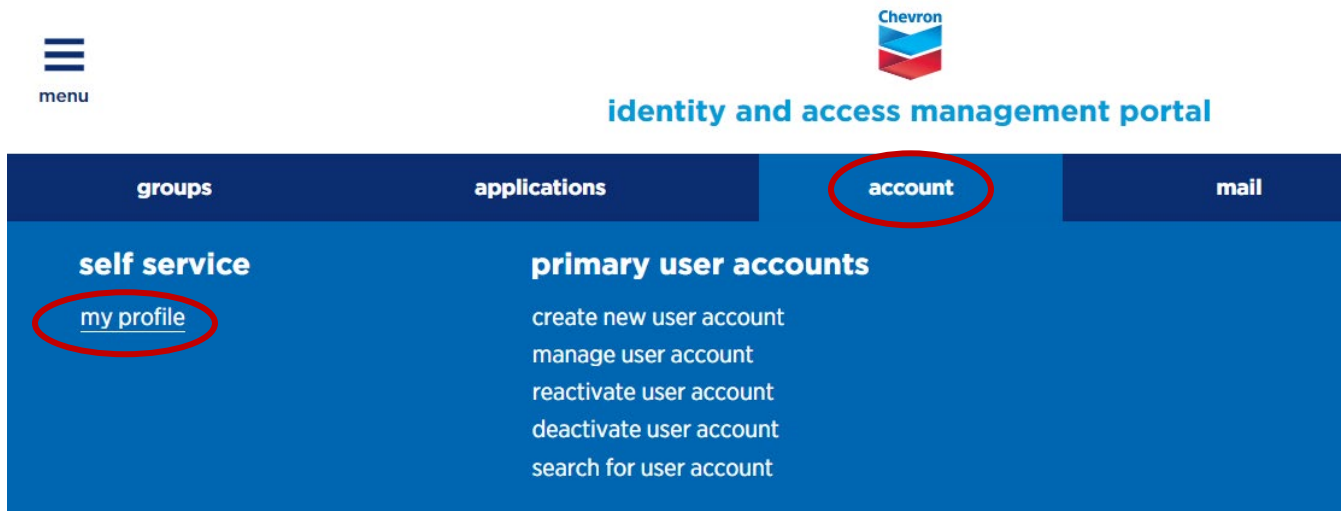 Chevron
menu
identity and access management portal
groups applications account mail
self service
my profile
primary user accounts
create new user account
manage user account
reactivate user account
deactivate user account
search for user account